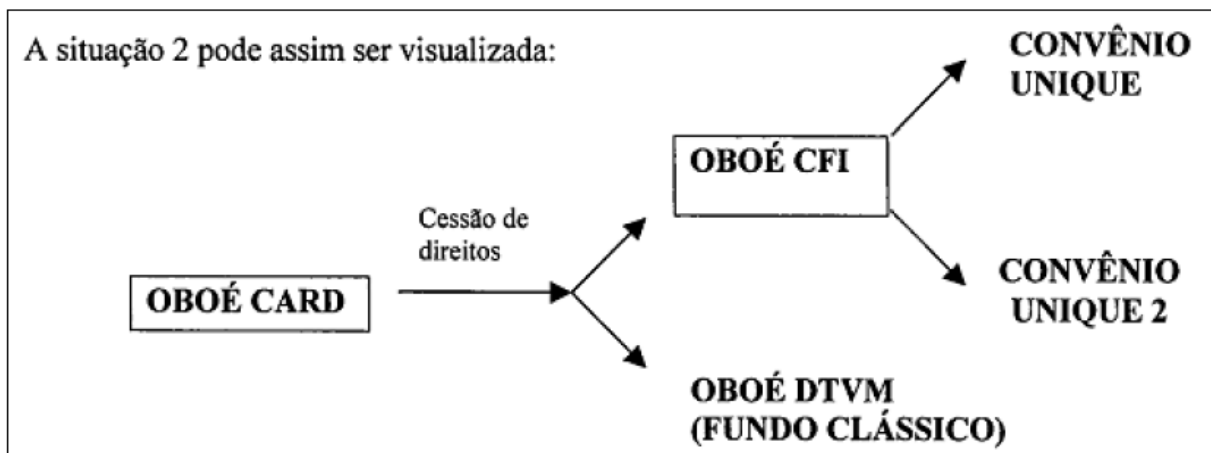 A situação 2 pode assim ser visualizada:
CONVÊNIO
UNIQUE
OBOÉ CFI
Cessão de
direitos
OBOÉ CARD
CONVÊNIO
UNIQUE 2
OBOÉ DTVM
(FUNDO CLÁSSICO)